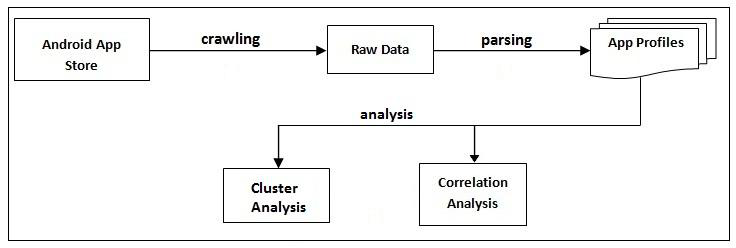 Android App
Store
crawling
Raw Data
parsing
App Profiles
analysis
Cluster
Analysis
Correlation
Analysis